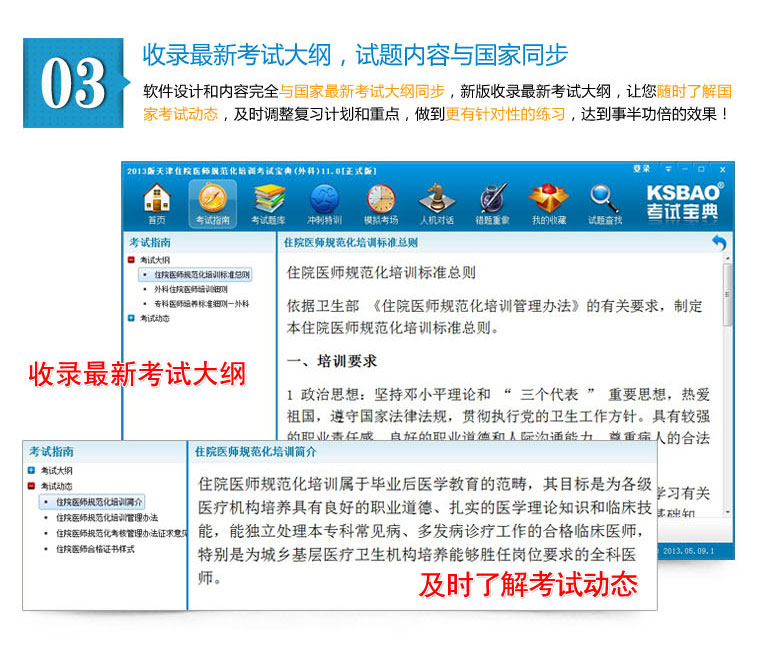 03
收录最新考试大纲，试题内容与国家同步
软件设计和内容完全与国家最新考试大纲同步，新版收录最新考试大纲，让您随时了解国
家考试动态，及时调整复习计划和重点，做到更有针对性的练习，达到事半功倍的效果！
2013版天津住院医师规范化培训考试宝典(外科)11.0[正式版]
登录
首页 考试指南 考试题库 冲刺特训 模拟考场 人机对话 错题重做 我的收藏 试题查找
KSBAO®
考试宝典
考试指南
考试大纲
住院医师规范化培训标准总则
外科住院医师培训细则
专科医师培养标准细则—外科
考试动态
住院医师规范化培训标准总则
住院医师规范化培训标准总则
依据卫生部 《住院医师规范化培训管理办法》的有关要求，制定
本住院医师规范化培训标准总则。
一、培训要求
1 政治思想：坚持邓小平理论和 “ 三个代表 ” 重要思想，热爱
祖国，遵守国家法律法规，贯彻执行党的卫生工作方针。具有较强
的职业责任感、良好的职业道德和人际沟通能力，尊重病人的合法
学习有关
基础知
2013.05.09.1
收录最新考试大纲
考试指南
考试大纲
考试动态
住院医师规范化培训简介
住院医师规范化培训管理办法
住院医师规范化考核管理办法征求意见
住院医师合格证书样式
住院医师规范化培训简介
住院医师规范化培训属于毕业后医学教育的范畴，其目标是为各级
医疗机构培养具有良好的职业道德、扎实的医学理论知识和临床技
能，能独立处理本专科常见病、多发病诊疗工作的合格临床医师，
特别是为城乡基层医疗卫生机构培养能够胜任岗位要求的全科医
师。
及时了解考试动态